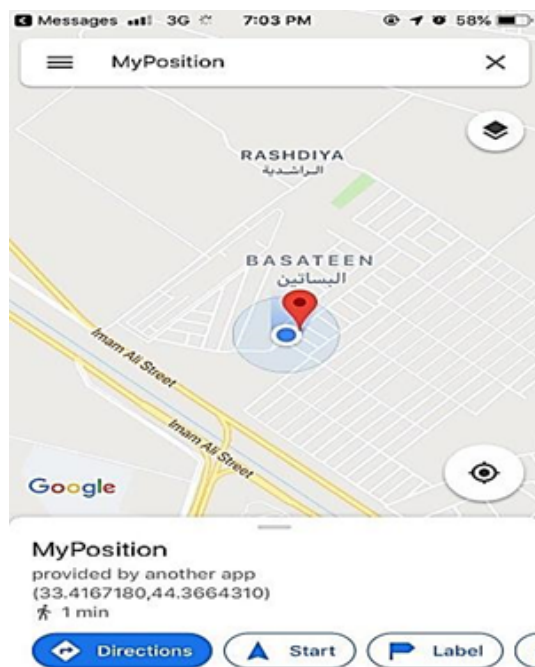 Messages 3G 7:03 PM 58%
MyPosition
RASHDIYA
الراشدية
BASATEEN
البساتين
Imam Ali Street
Imam Ali Street
Google
MyPosition
provided by another app
(33.4167180,44.3664310)
1 min
Directions Start Label